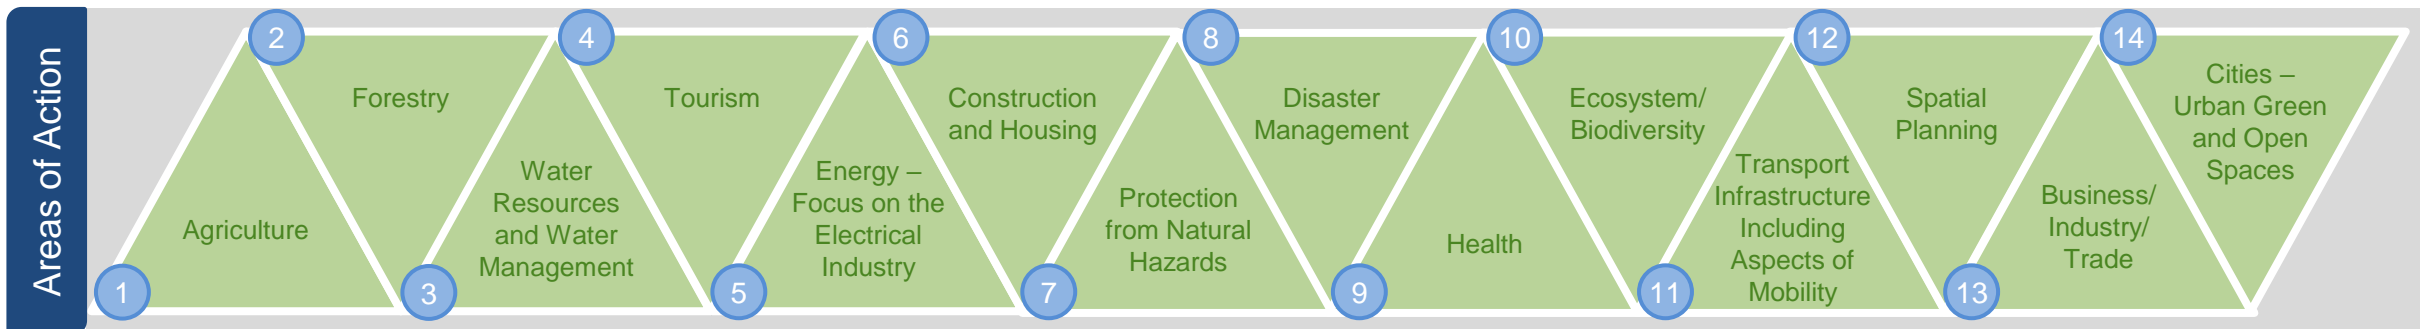 Areas of Action
1
Agriculture
2
Forestry
3
Water
Resources
and Water
Management
4
Tourism
5
Energy –
Focus on the
Electrical
Industry
6
Construction
and Housing
7
Protection
from Natural
Hazards
8
Disaster
Management
9
Health
10
Ecosystem/
Biodiversity
11
Transport
Infrastructure
Including
Aspects of
Mobility
12
Spatial
Planning
13
Business/
Industry/
Trade
14
Cities –
Urban Green
and Open
Spaces